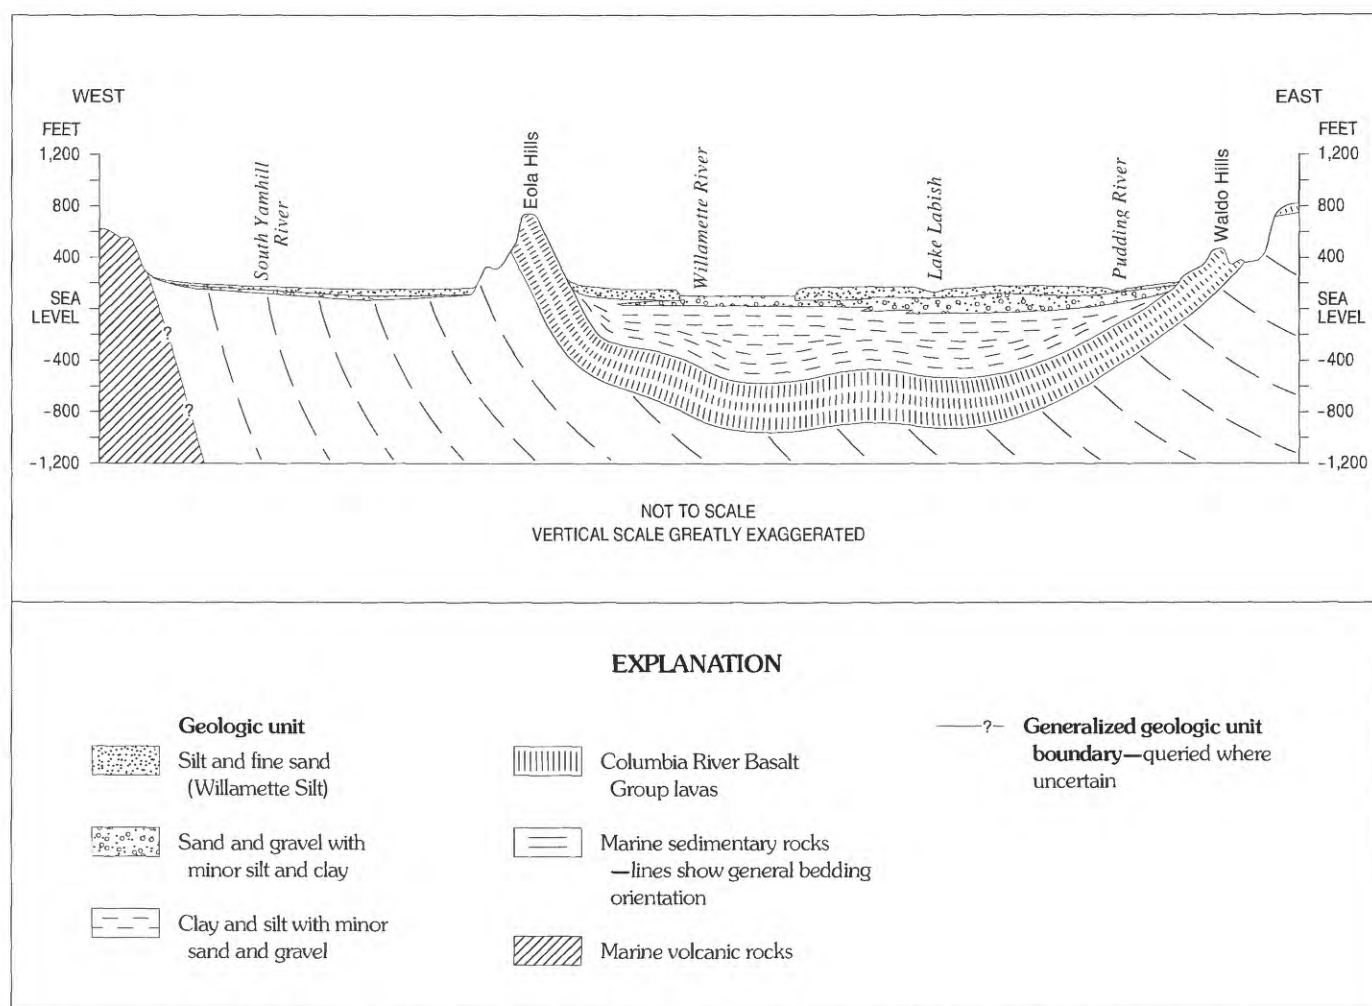 WEST
EAST
FEET
FEET
1,200
1,200
800
800
400
400
SEA
LEVEL
SEA
LEVEL
-400
-400
-800
-800
-1,200
-1,200
South Yamhill
River
Eola Hills
Willamette River
Lake Labish
Pudding River
Waldo Hills
?
?
NOT TO SCALE
VERTICAL SCALE GREATLY EXAGGERATED
EXPLANATION
Geologic unit
Silt and fine sand
(Willamette Silt)
Sand and gravel with
minor silt and clay
Clay and silt with minor
sand and gravel
Columbia River Basalt
Group lavas
Marine sedimentary rocks
—lines show general bedding
orientation
Marine volcanic rocks
—?— Generalized geologic unit
boundary—queried where
uncertain